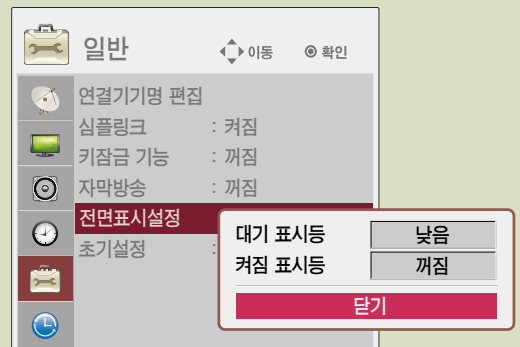 일반 이동 확인
연결기기명 편집
심플링크 : 켜짐
키잠금 기능 : 꺼짐
자막방송 : 꺼짐
전면표시설정
초기설정 :
대기 표시등 낮음
켜짐 표시등 꺼짐
닫기